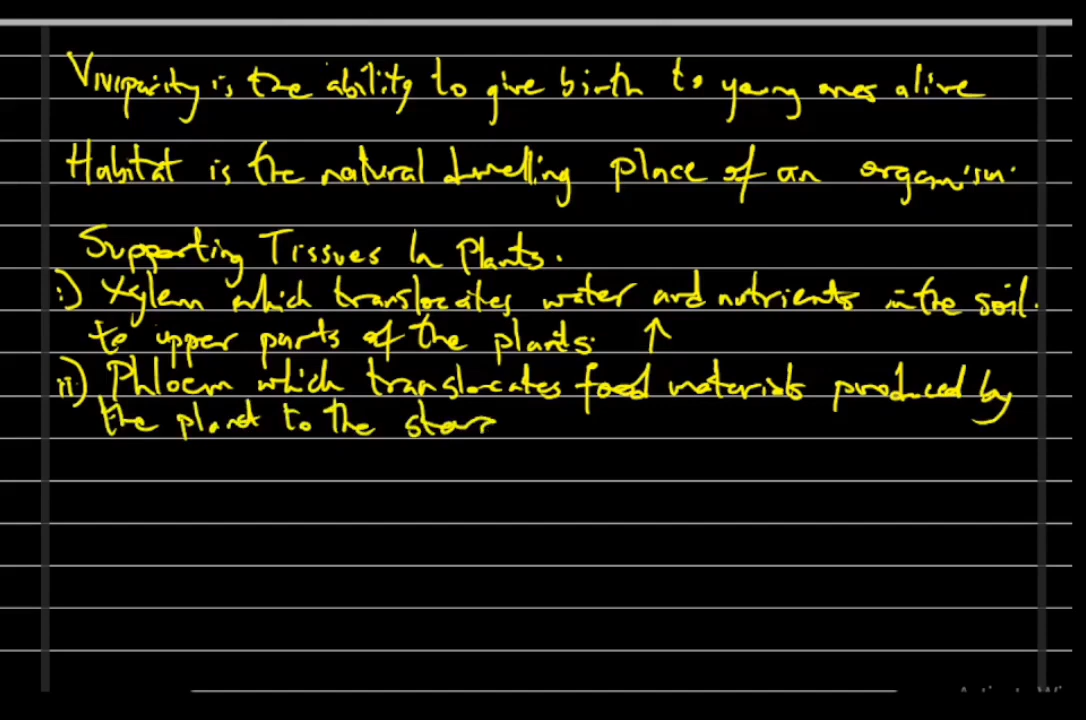 Viviparity is the ability to give birth to young ones alive
Habitat is the natural dwelling place of an organism.
Supporting Tissues In Plants.
i) Xylem which translocates water and nutrients in the soil.
to upper parts of the plants. ↑
ii) Phloem which translocates food materials produced by
the plant to the